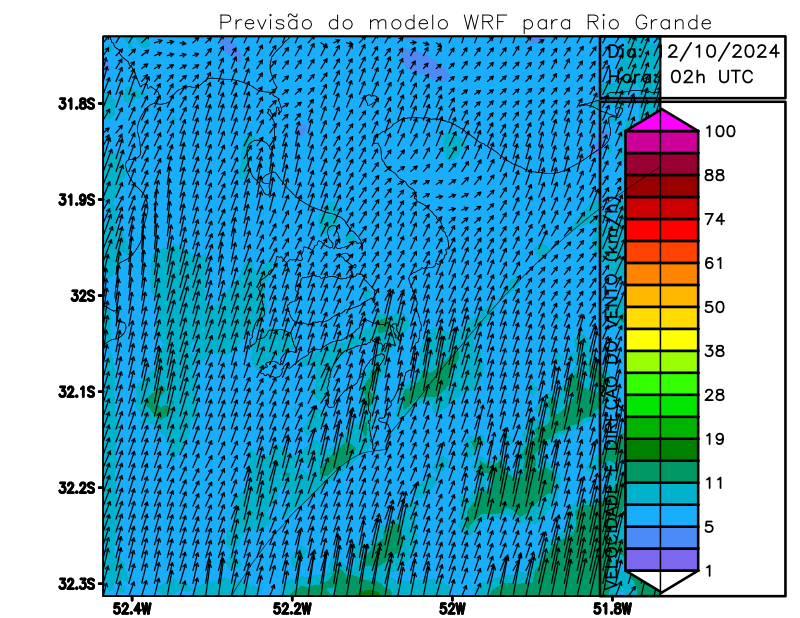 Previsão do modelo WRF para Rio Grande
Dia: 12/10/2024
Hora: 02h UTC
31.8S
31.9S
32S
32.1S
32.2S
32.3S
52.4W
52.2W
52W
51.8W
VELOCIDADE E DIREÇÃO DO VENTO (km/h)
100
88
74
61
50
38
28
19
11
5
1